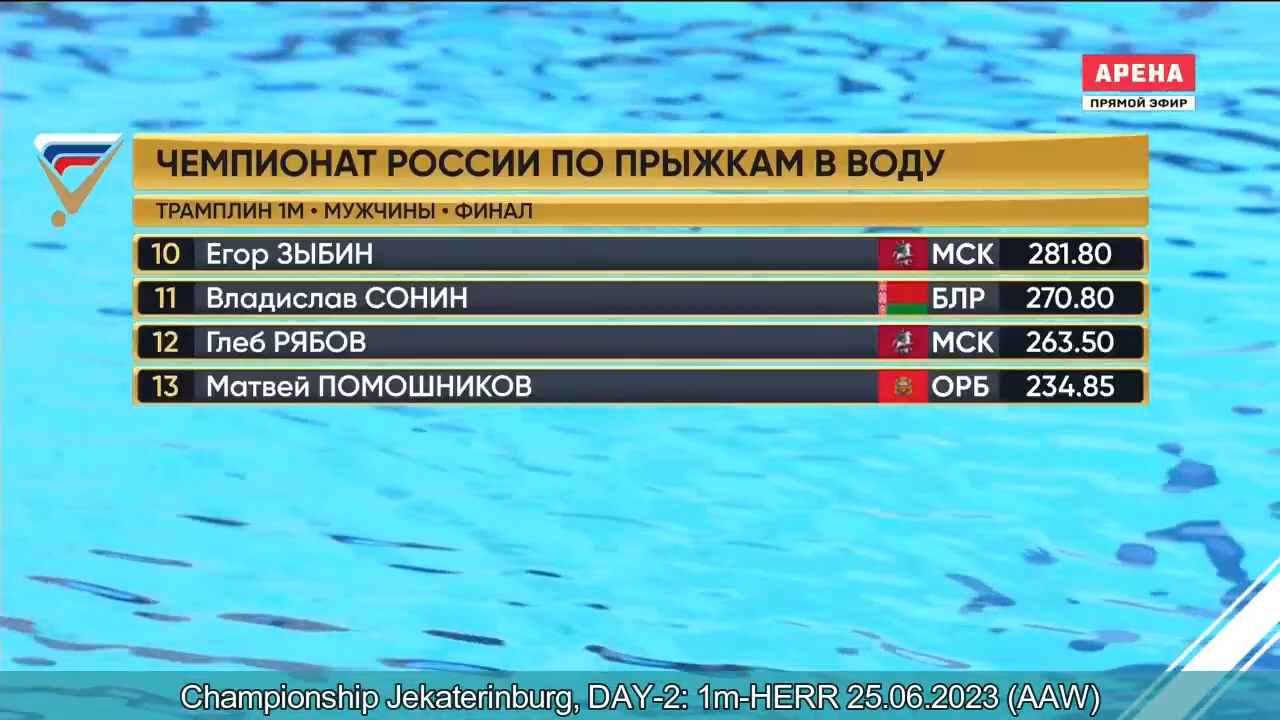 АРЕНА
ПРЯМОЙ ЭФИР
ЧЕМПИОНАТ РОССИИ ПО ПРЫЖКАМ В ВОДУ
ТРАМПЛИН 1М • МУЖЧИНЫ • ФИНАЛ
10 Егор ЗЫБИН МСК 281.80
11 Владислав СОНИН БЛР 270.80
12 Глеб РЯБОВ МСК 263.50
13 Матвей ПОМОШНИКОВ ОРБ 234.85
Championship Jekaterinburg, DAY-2: 1m-HERR 25.06.2023 (AAW)